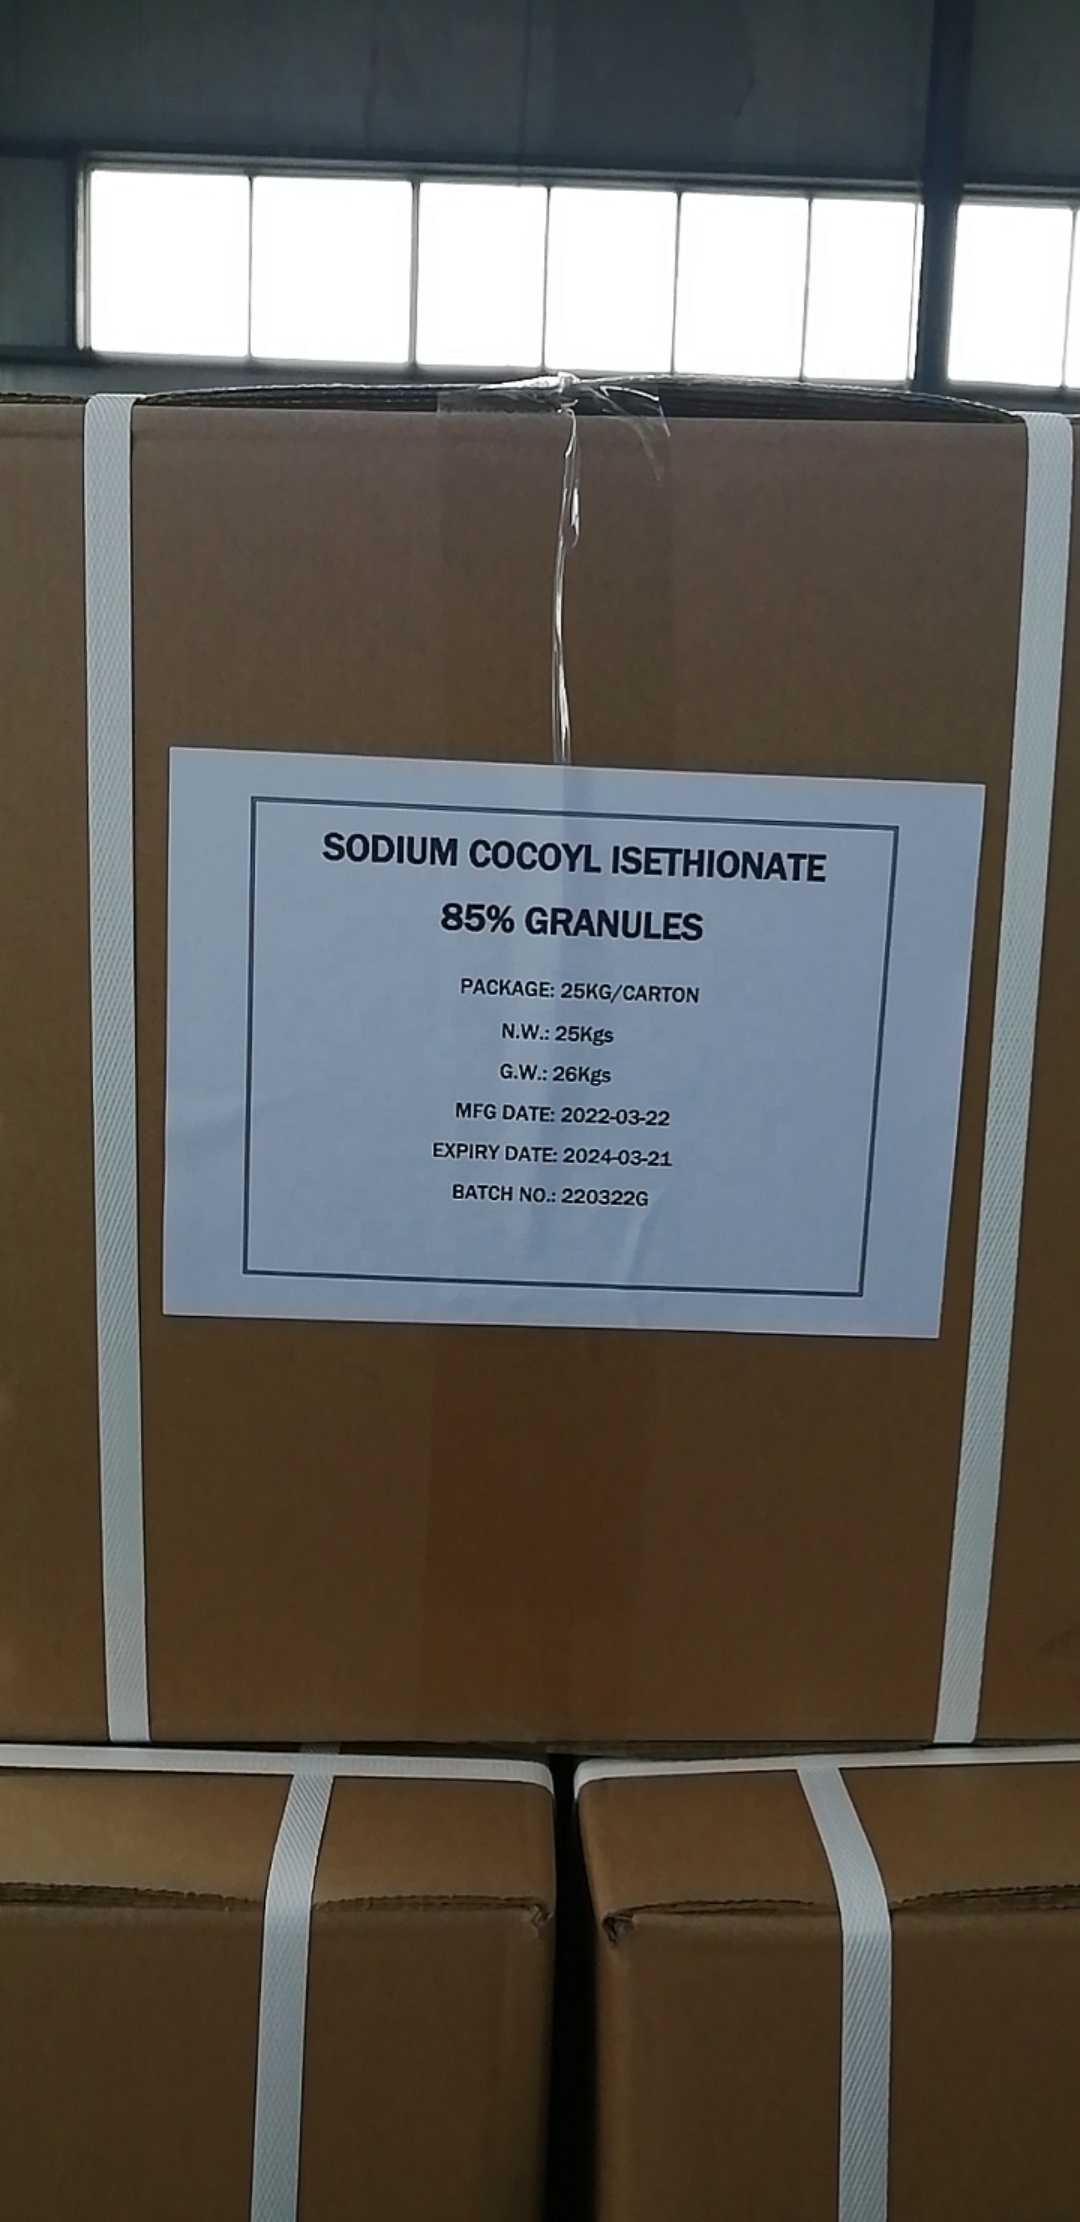 SODIUM COCOYL ISETHIONATE
85% GRANULES
PACKAGE: 25KG/CARTON
N.W.: 25Kgs
G.W.: 26Kgs
MFG DATE: 2022-03-22
EXPIRY DATE: 2024-03-21
BATCH NO.: 220322G